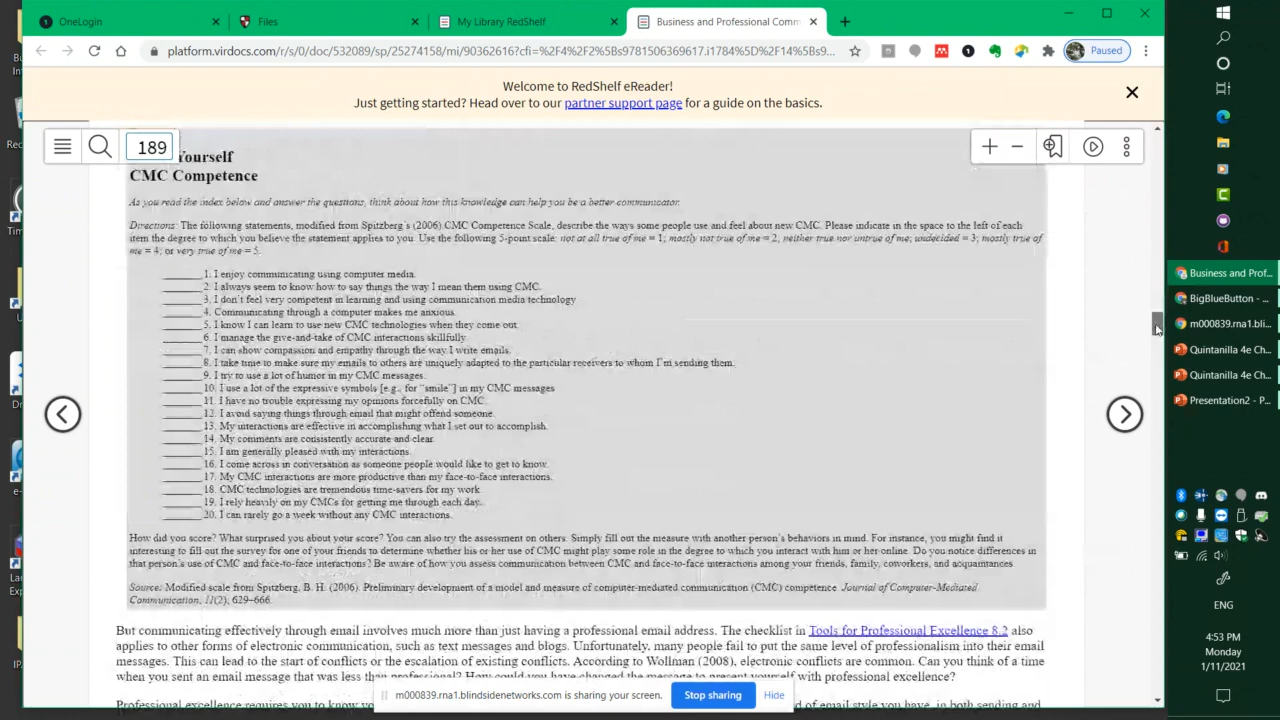 OneLogin
Files
My Library RedShelf
Business and Professional Comm
platform.virdocs.com/r/s/0/doc/532089/sp/25274158/mi/90362616?cfi=%2F4%2F2%5Bs9781506369617.i1784%5D%2F14%5Bs9...
Paused
Welcome to RedShelf eReader!
Just getting started? Head over to our partner support page for a guide on the basics.
189
Yourself
CMC Competence
As you read the index below and answer the questions, think about how this knowledge can help you be a better communicator.
Directions: The following statements, modified from Spitzberg's (2006) CMC Competence Scale, describe the ways some people use and feel about new CMC. Please indicate in the space to the left of each
item the degree to which you believe the statement applies to you. Use the following 5-point scale: not at all true of me = 1; mostly not true of me = 2, neither true nor untrue of me; undecided = 3; mostly true of
me = 4; or very true of me = 5.
1. I enjoy communicating using computer media.
2. I always seem to know how to say things the way I mean them using CMC.
3. I don't feel very competent in learning and using communication media technology
4. Communicating through a computer makes me anxious.
5. I know I can learn to use new CMC technologies when they come out.
6. I manage the give-and-take of CMC interactions skillfully.
7. I can show compassion and empathy through the way I write emails.
8. I take time to make sure my emails to others are uniquely adapted to the particular receivers to whom I'm sending them.
9. I try to use a lot of humor in my CMC messages.
10. I use a lot of the expressive symbols [e.g., for "smile"] in my CMC messages
11. I have no trouble expressing my opinions forcefully on CMC.
12. I avoid saying things through email that might offend someone.
13. My interactions are effective in accomplishing what I set out to accomplish.
14. My comments are consistently accurate and clear.
15. I am generally pleased with my interactions.
16. I come across in conversation as someone people would like to get to know.
17. My CMC interactions are more productive than my face-to-face interactions.
18. CMC technologies are tremendous time-savers for my work.
19. I rely heavily on my CMCs for getting me through each day.
20. I can rarely go a week without any CMC interactions.
How did you score? What surprised you about your score? You can also try the assessment on others. Simply fill out the measure with another person's behaviors in mind. For instance, you might find it
interesting to fill out the survey for one of your friends to determine whether his or her use of CMC might play some role in the degree to which you interact with him or her online. Do you notice differences in
that person's use of CMC and face-to-face interactions? Be aware of how you assess communication between CMC and face-to-face interactions among your friends, family, coworkers, and acquaintances
Source: Modified scale from Spitzberg, B. H. (2006). Preliminary development of a model and measure of computer-mediated communication (CMC) competence. Journal of Computer-Mediated
Communication, 11(2), 629–666.
But communicating effectively through email involves much more than just having a professional email address. The checklist in Tools for Professional Excellence 8.2 also
applies to other forms of electronic communication, such as text messages and blogs. Unfortunately, many people fail to put the same level of professionalism into their email
messages. This can lead to the start of conflicts or the escalation of existing conflicts. According to Wollman (2008), electronic conflicts are common. Can you think of a time
when you sent an email message that was less than professional? How could you have changed the message to present yourself with professional excellence?
Professional excellence requires you to know of email style you have, in both sending and
m000839.rna1.blindsidenetworks.com is sharing your screen.
Stop sharing
Hide
Business and Prof...
BigBlueButton - ...
m000839.rna1.bli...
Quintanilla 4e Ch...
Quintanilla 4e Ch...
Presentation2 - P...
ENG
4:53 PM
Monday
1/11/2021